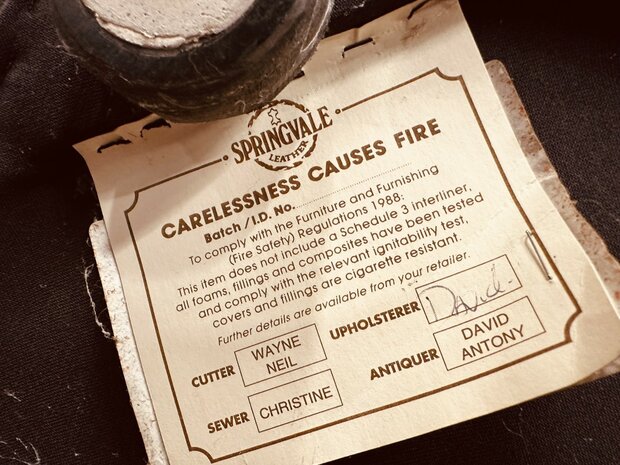 SPRINGVALE
LEATHER
CARELESSNESS CAUSES FIRE
Batch /I.D. No. ........................
To comply with the Furniture and Furnishing
(Fire Safety) Regulations 1988:
This item does not include a Schedule 3 interliner,
all foams, fillings and composites have been tested
and comply with the relevant ignitability test,
covers and fillings are cigarette resistant.
Further details are available from your retailer.
CUTTER WAYNE NEIL
UPHOLSTERER David
SEWER CHRISTINE
ANTIQUER DAVID ANTONY